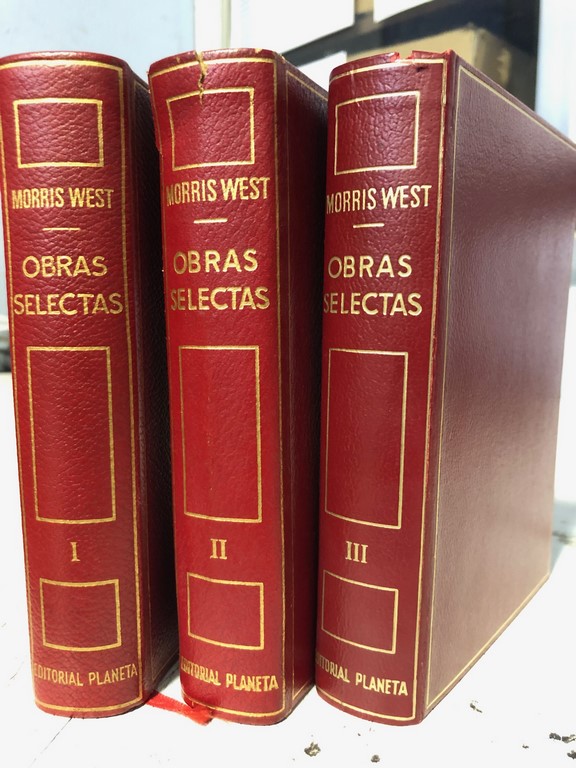 MORRIS WEST
OBRAS
SELECTAS
I
EDITORIAL PLANETA
MORRIS WEST
OBRAS
SELECTAS
II
EDITORIAL PLANETA
MORRIS WEST
OBRAS
SELECTAS
III
EDITORIAL PLANETA